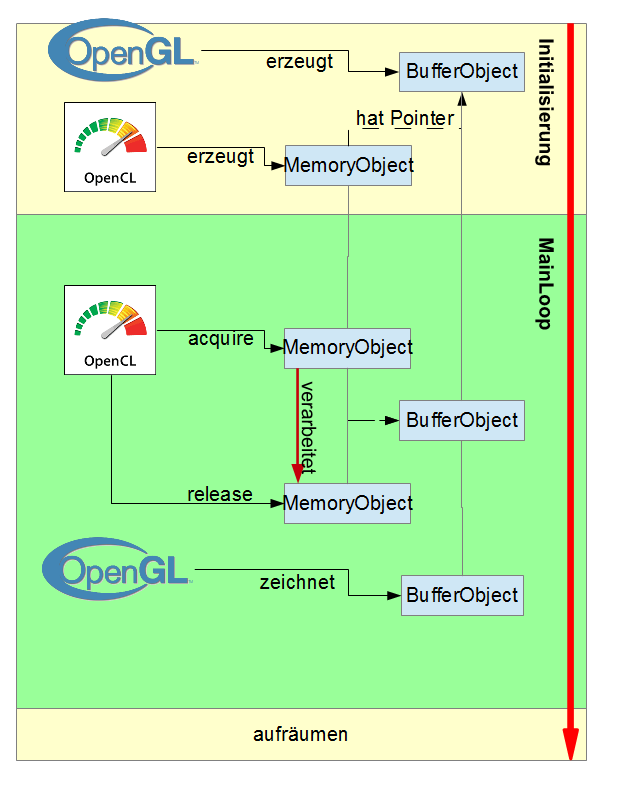 OpenGL
erzeugt
BufferObject
Initialisierung
hat Pointer
OpenCL
erzeugt
MemoryObject
MainLoop
OpenCL
acquire
MemoryObject
verarbeitet
BufferObject
release
MemoryObject
OpenGL
zeichnet
BufferObject
aufräumen